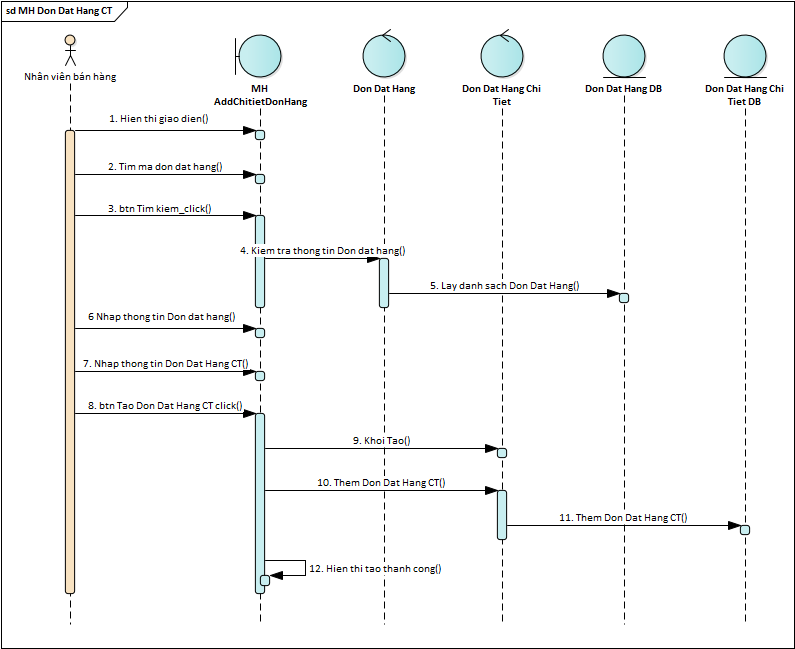 sd MH Don Dat Hang CT
Nhân viên bán hàng
MH
AddChitietDonHang
Don Dat Hang
Don Dat Hang Chi
Tiet
Don Dat Hang DB
Don Dat Hang Chi
Tiet DB
1. Hien thi giao dien()
2. Tim ma don dat hang()
3. btn Tim kiem_click()
4. Kiem tra thong tin Don dat hang()
5. Lay danh sach Don Dat Hang()
6 Nhap thong tin Don dat hang()
7. Nhap thong tin Don Dat Hang CT()
8. btn Tao Don Dat Hang CT click()
9. Khoi Tao()
10. Them Don Dat Hang CT()
11. Them Don Dat Hang CT()
12. Hien thi tao thanh cong()